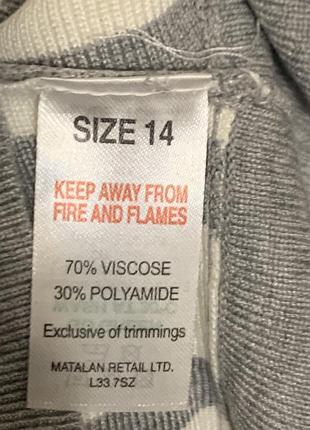 SIZE 14
KEEP AWAY FROM
FIRE AND FLAMES
70% VISCOSE
30% POLYAMIDE
Exclusive of trimmings
MATALAN RETAIL LTD.
L33 7SZ